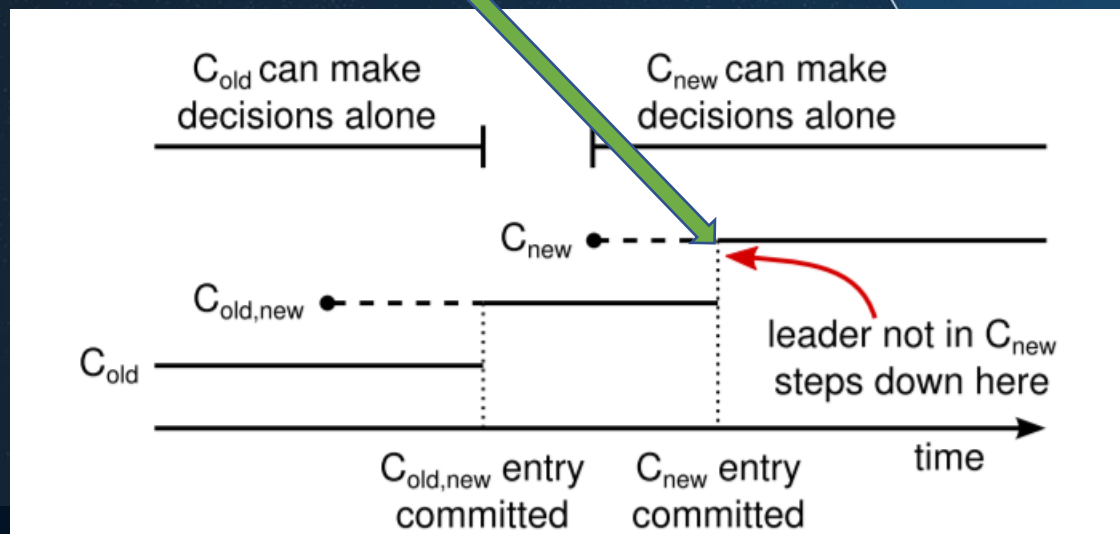 C_old can make
decisions alone
C_new can make
decisions alone
C_new
C_old,new
C_old
leader not in C_new
steps down here
time
C_old,new entry
committed
C_new entry
committed